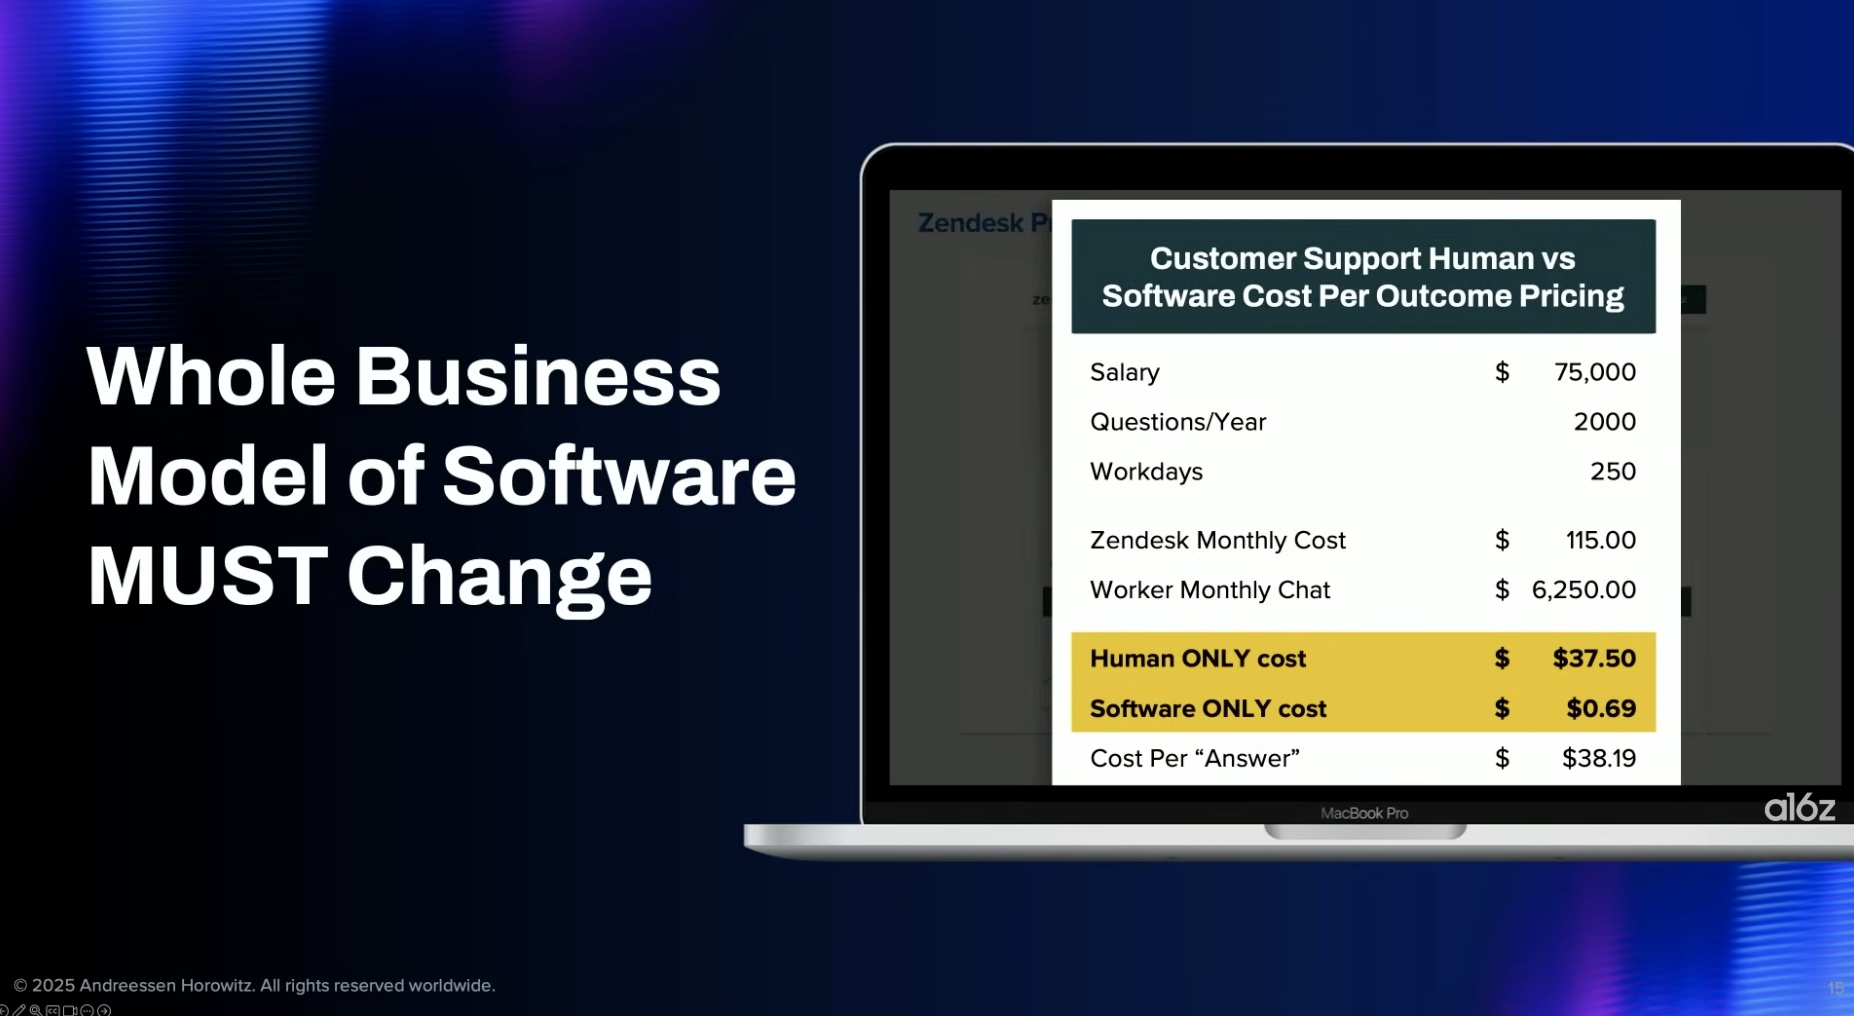 Whole Business
Model of Software
MUST Change
Zendesk
Customer Support Human vs
Software Cost Per Outcome Pricing
Salary $ 75,000
Questions/Year 2000
Workdays 250
Zendesk Monthly Cost $ 115.00
Worker Monthly Chat $ 6,250.00
Human ONLY cost $ $37.50
Software ONLY cost $ $0.69
Cost Per “Answer” $ $38.19
MacBook Pro
a16z
© 2025 Andreessen Horowitz. All rights reserved worldwide.
15